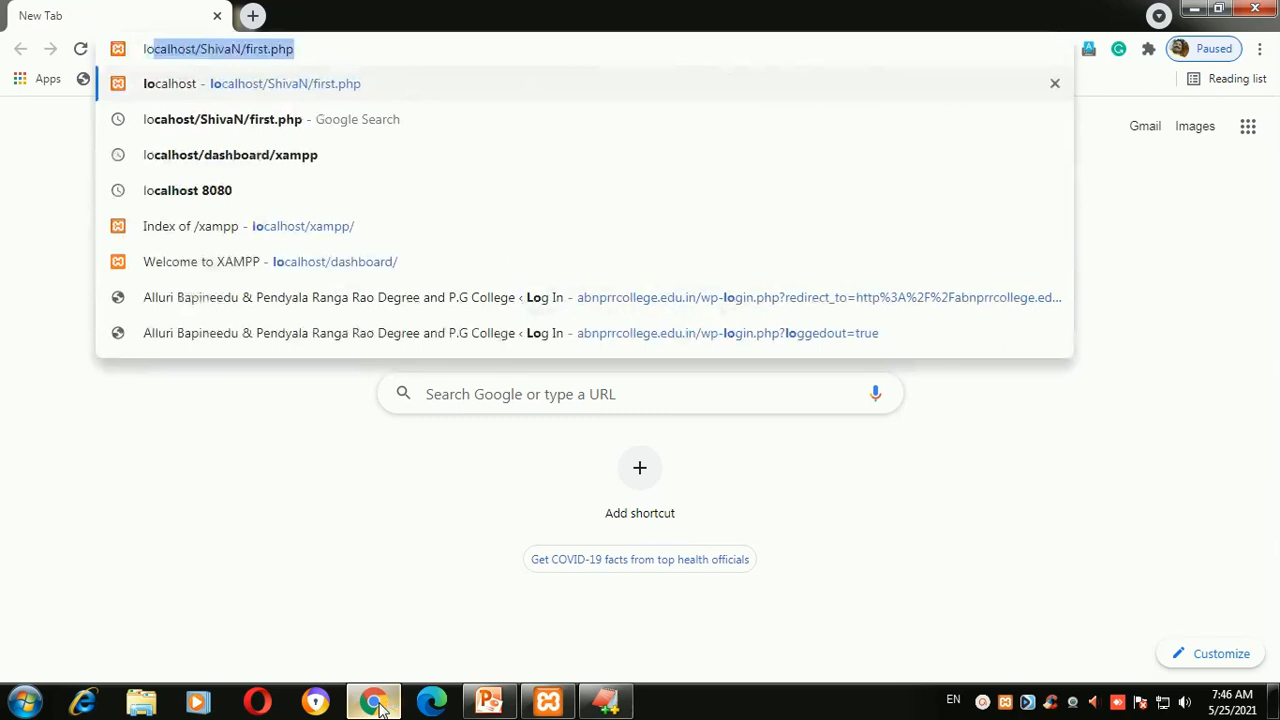 New Tab
localhost/ShivaN/first.php
Paused
Apps
Reading list
localhost - localhost/ShivaN/first.php
locahost/ShivaN/first.php - Google Search
localhost/dashboard/xampp
localhost 8080
Index of /xampp - localhost/xampp/
Welcome to XAMPP - localhost/dashboard/
Alluri Bapineedu & Pendyala Ranga Rao Degree and P.G College ‹ Log In - abnprrcollege.edu.in/wp-login.php?redirect_to=http%3A%2F%2Fabnprrcollege.ed...
Alluri Bapineedu & Pendyala Ranga Rao Degree and P.G College ‹ Log In - abnprrcollege.edu.in/wp-login.php?loggedout=true
Gmail Images
Search Google or type a URL
Add shortcut
Get COVID-19 facts from top health officials
Customize
EN
7:46 AM
5/25/2021